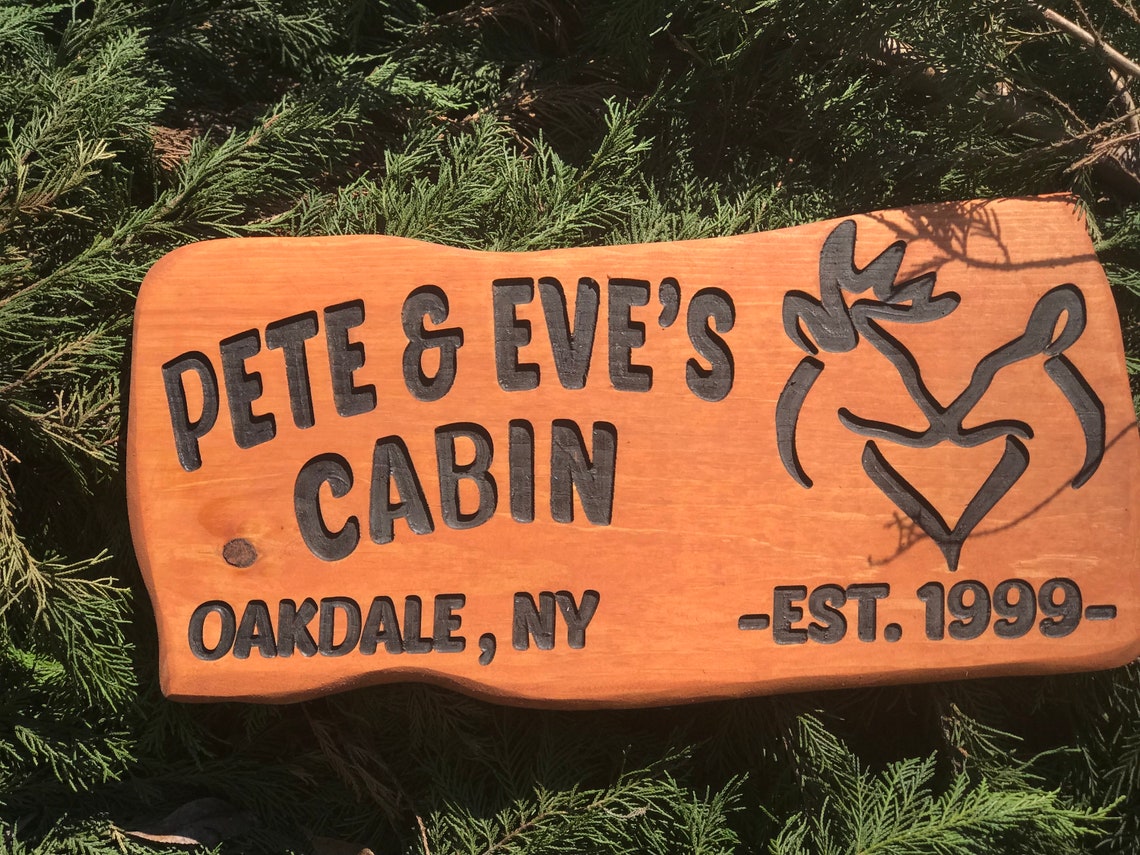 PETE & EVE'S
CABIN
OAKDALE, NY
-EST. 1999-